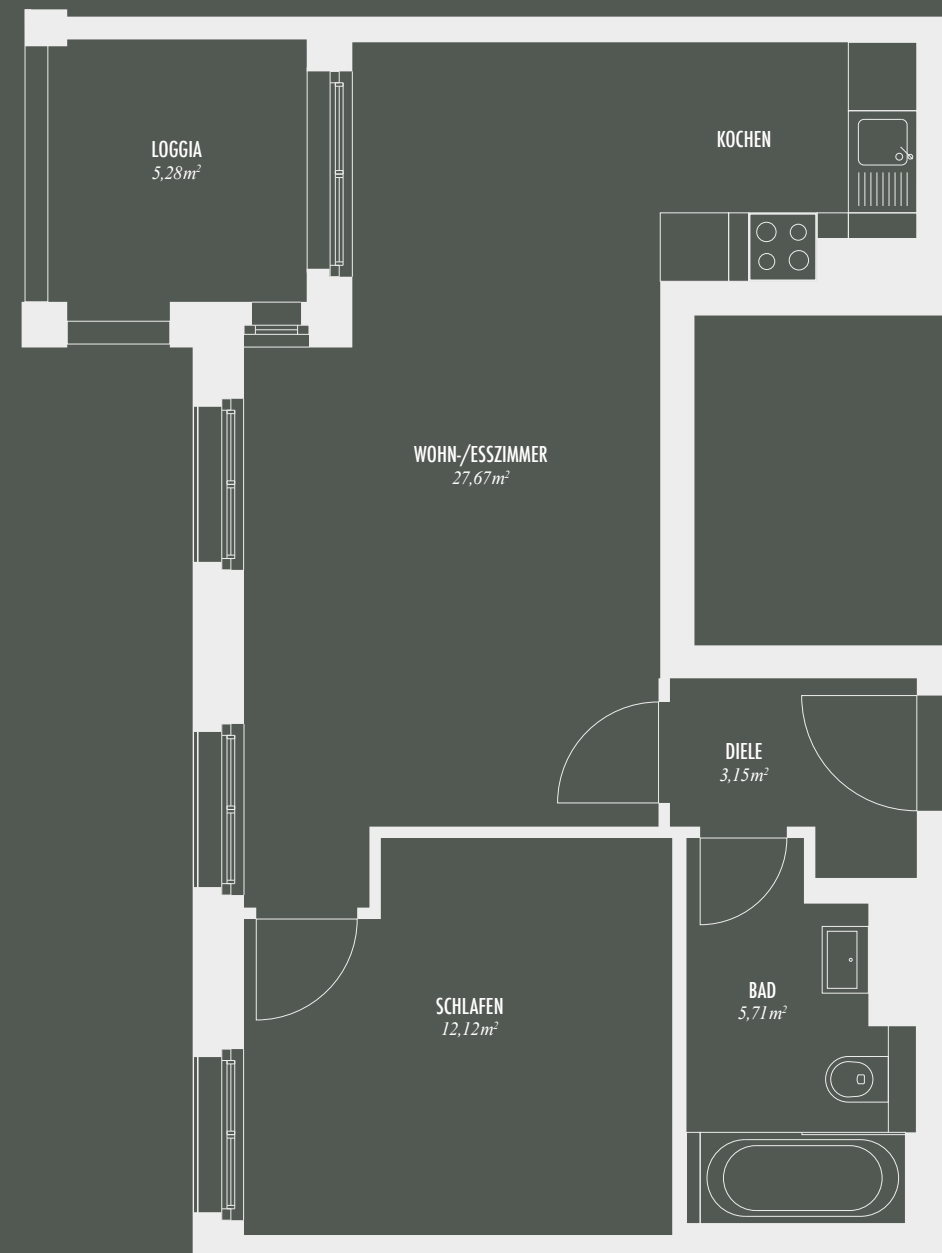 LOGGIA
5,28m²
KOCHEN
WOHN-/ESSZIMMER
27,67m²
DIELE
3,15m²
SCHLAFEN
12,12m²
BAD
5,71m²